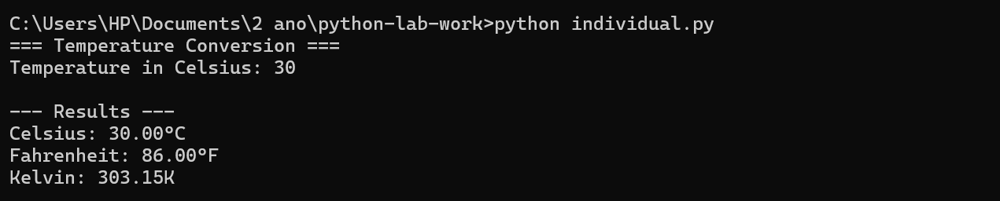 C:\Users\HP\Documents\2 ano\python-lab-work>python individual.py
=== Temperature Conversion ===
Temperature in Celsius: 30
--- Results ---
Celsius: 30.00°C
Fahrenheit: 86.00°F
Kelvin: 303.15K